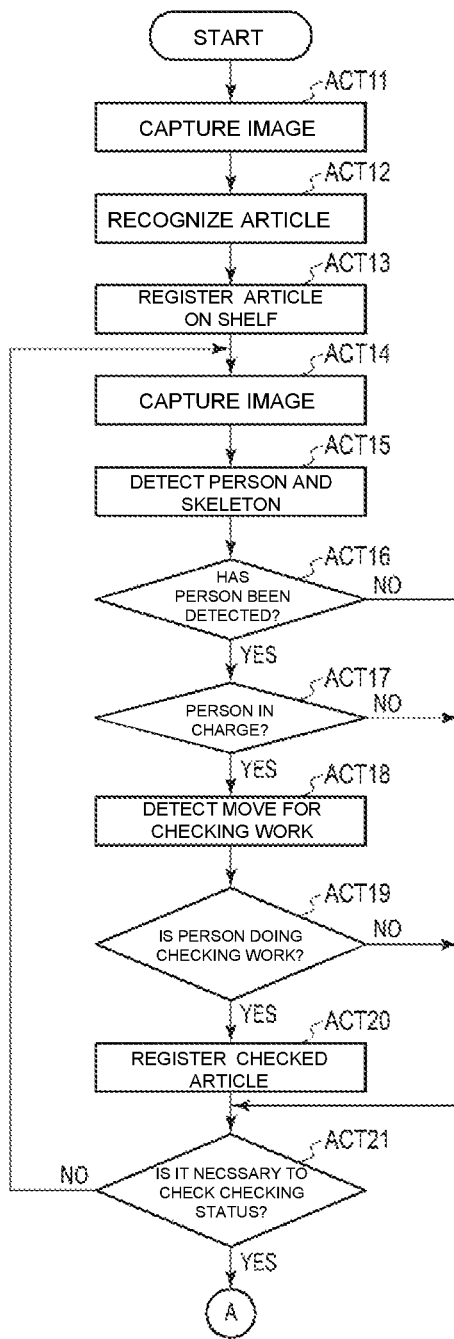 START
ACT11
CAPTURE IMAGE
ACT12
RECOGNIZE ARTICLE
ACT13
REGISTER ARTICLE
ON SHELF
ACT14
CAPTURE IMAGE
ACT15
DETECT PERSON AND
SKELETON
ACT16
HAS
PERSON BEEN
DETECTED?
NO
YES
ACT17
PERSON IN
CHARGE?
NO
YES
ACT18
DETECT MOVE FOR
CHECKING WORK
ACT19
IS PERSON DOING
CHECKING WORK?
NO
YES
ACT20
REGISTER CHECKED
ARTICLE
ACT21
NO
IS IT NECSSARY TO
CHECK CHECKING
STATUS?
YES
A